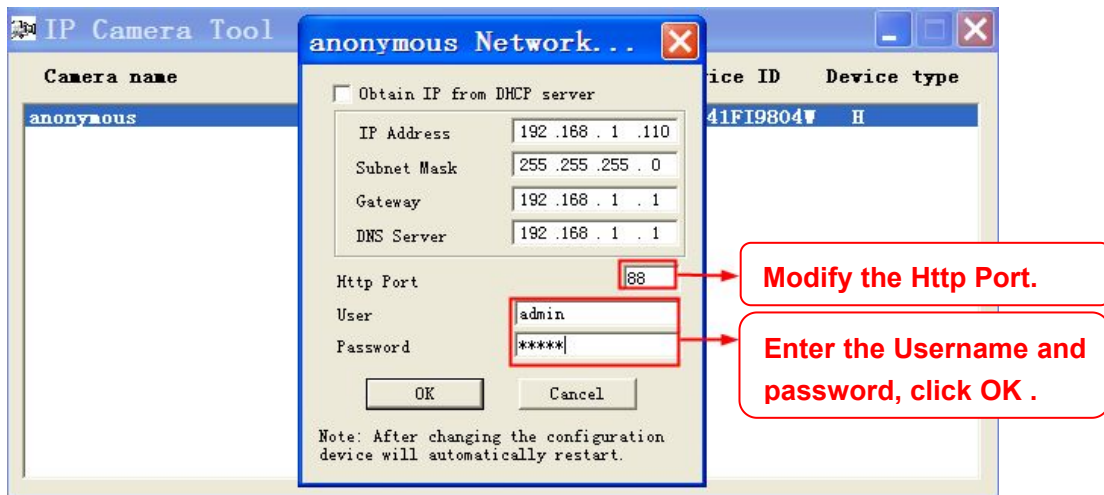 IP Camera Tool
anonymous Network...
Camera name
ice ID
Device type
Obtain IP from DHCP server
anonymous
41FI9804W
H
IP Address 192 .168 . 1 .110
Subnet Mask 255 .255 .255 . 0
Gateway 192 .168 . 1 . 1
DNS Server 192 .168 . 1 . 1
Http Port 88
Modify the Http Port.
User admin
Password *****
Enter the Username and
password, click OK .
OK Cancel
Note: After changing the configuration
device will automatically restart.